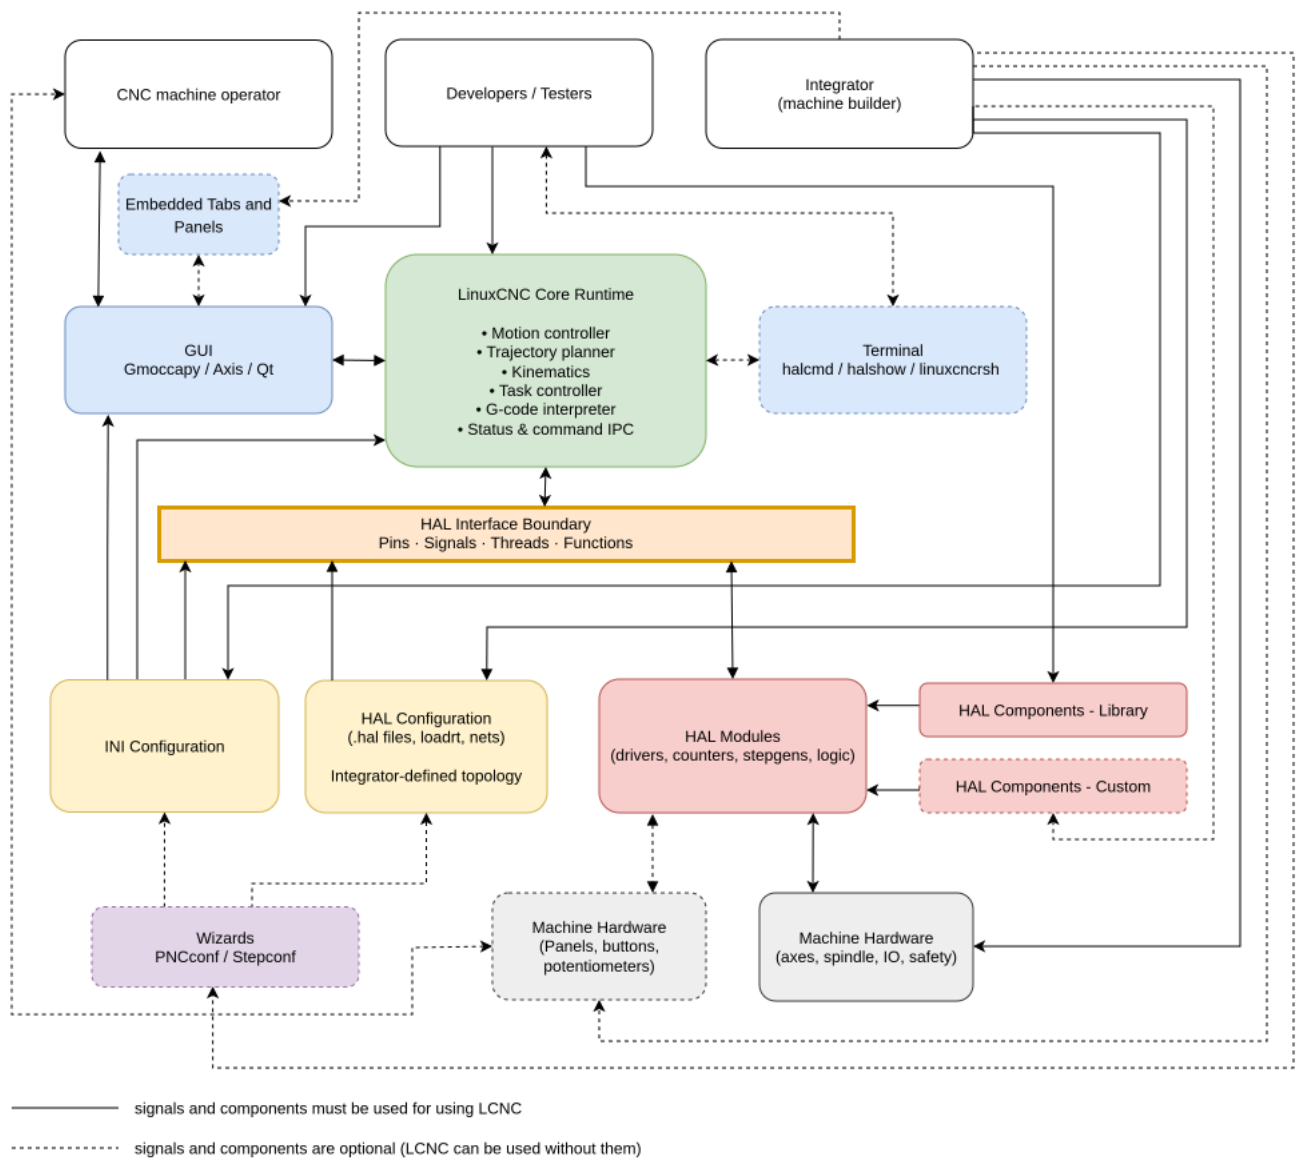 CNC machine operator
Developers / Testers
Integrator
(machine builder)
Embedded Tabs and
Panels
LinuxCNC Core Runtime
• Motion controller
• Trajectory planner
• Kinematics
• Task controller
• G-code interpreter
• Status & command IPC
GUI
Gmoccapy / Axis / Qt
Terminal
halcmd / halshow / linuxcncrsh
HAL Interface Boundary
Pins · Signals · Threads · Functions
INI Configuration
HAL Configuration
(.hal files, loadrt, nets)
Integrator-defined topology
HAL Modules
(drivers, counters, stepgens, logic)
HAL Components - Library
HAL Components - Custom
Wizards
PNCconf / Stepconf
Machine Hardware
(Panels, buttons,
potentiometers)
Machine Hardware
(axes, spindle, IO, safety)
signals and components must be used for using LCNC
signals and components are optional (LCNC can be used without them)